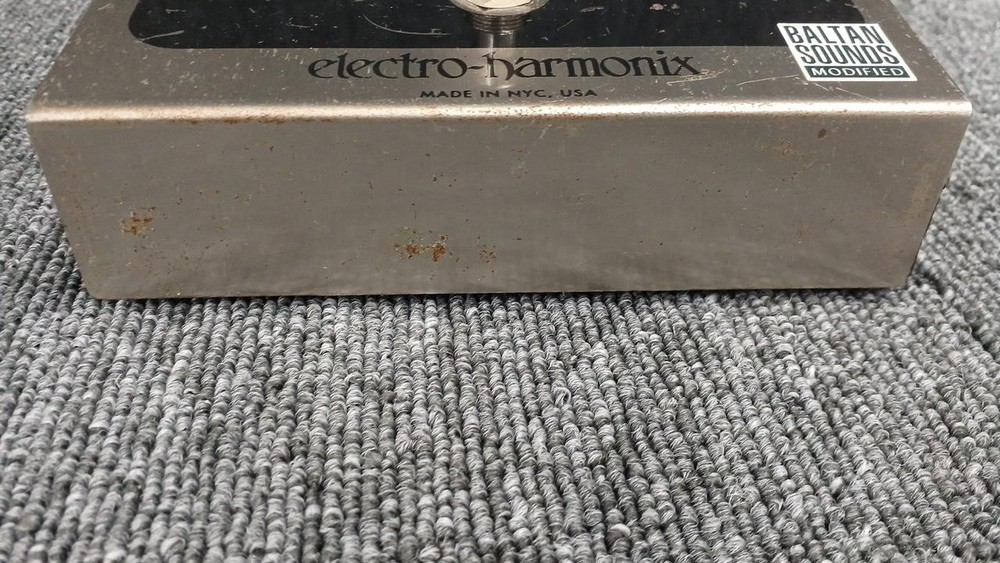 electro-harmonix
MADE IN NYC, USA
BALTAN
SOUNDS
MODIFIED